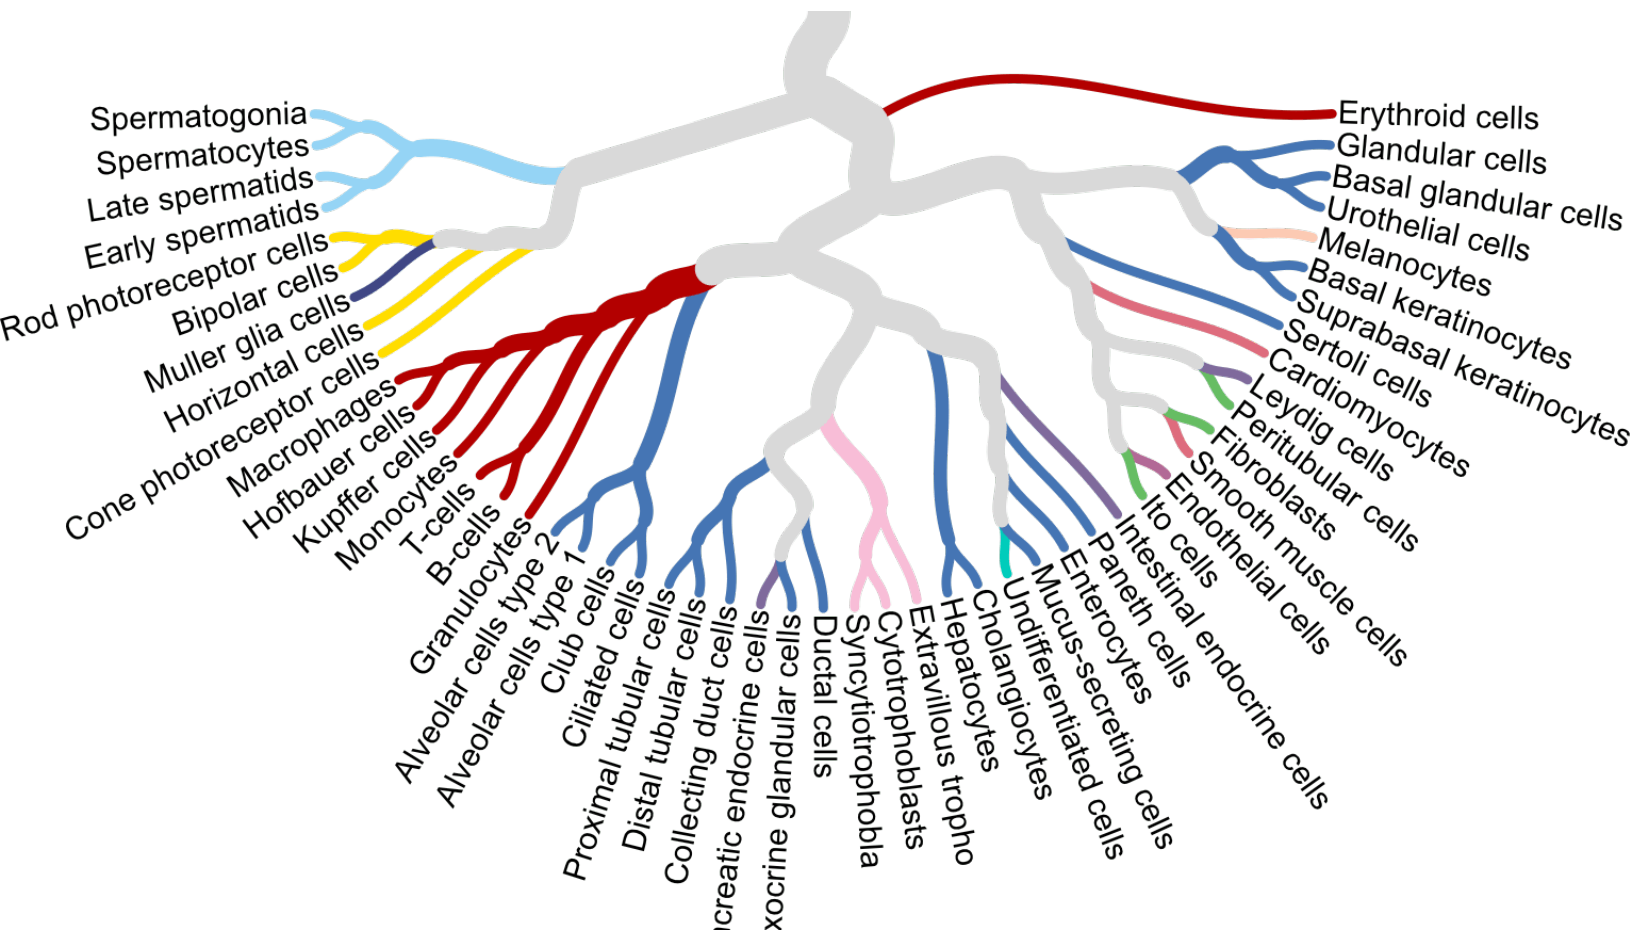 Spermatogonia
Spermatocytes
Late spermatids
Early spermatids
Rod photoreceptor cells
Bipolar cells
Muller glia cells
Horizontal cells
Cone photoreceptor cells
Macrophages
Hofbauer cells
Kupffer cells
Monocytes
T-cells
B-cells
Granulocytes
Alveolar cells type 2
Alveolar cells type 1
Club cells
Ciliated cells
Proximal tubular cells
Distal tubular cells
Collecting duct cells
ncreatic endocrine cells
xocrine glandular cells
Ductal cells
Syncytiotrophobla
Cytotrophoblasts
Extravillous tropho
Hepatocytes
Cholangiocytes
Undifferentiated cells
Mucus-secreting cells
Enterocytes
Paneth cells
Intestinal endocrine cells
Ito cells
Endothelial cells
Smooth muscle cells
Fibroblasts
Peritubular cells
Leydig cells
Cardiomyocytes
Sertoli cells
Suprabasal keratinocytes
Basal keratinocytes
Melanocytes
Urothelial cells
Basal glandular cells
Glandular cells
Erythroid cells